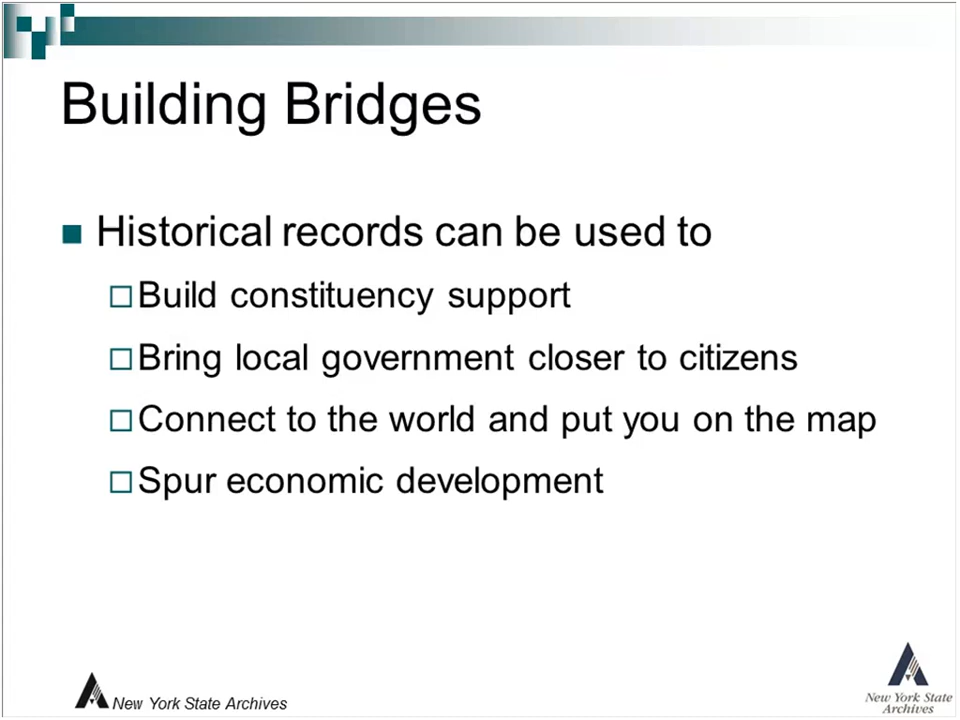 Building Bridges
Historical records can be used to
Build constituency support
Bring local government closer to citizens
Connect to the world and put you on the map
Spur economic development
New York State Archives
New York State
Archives